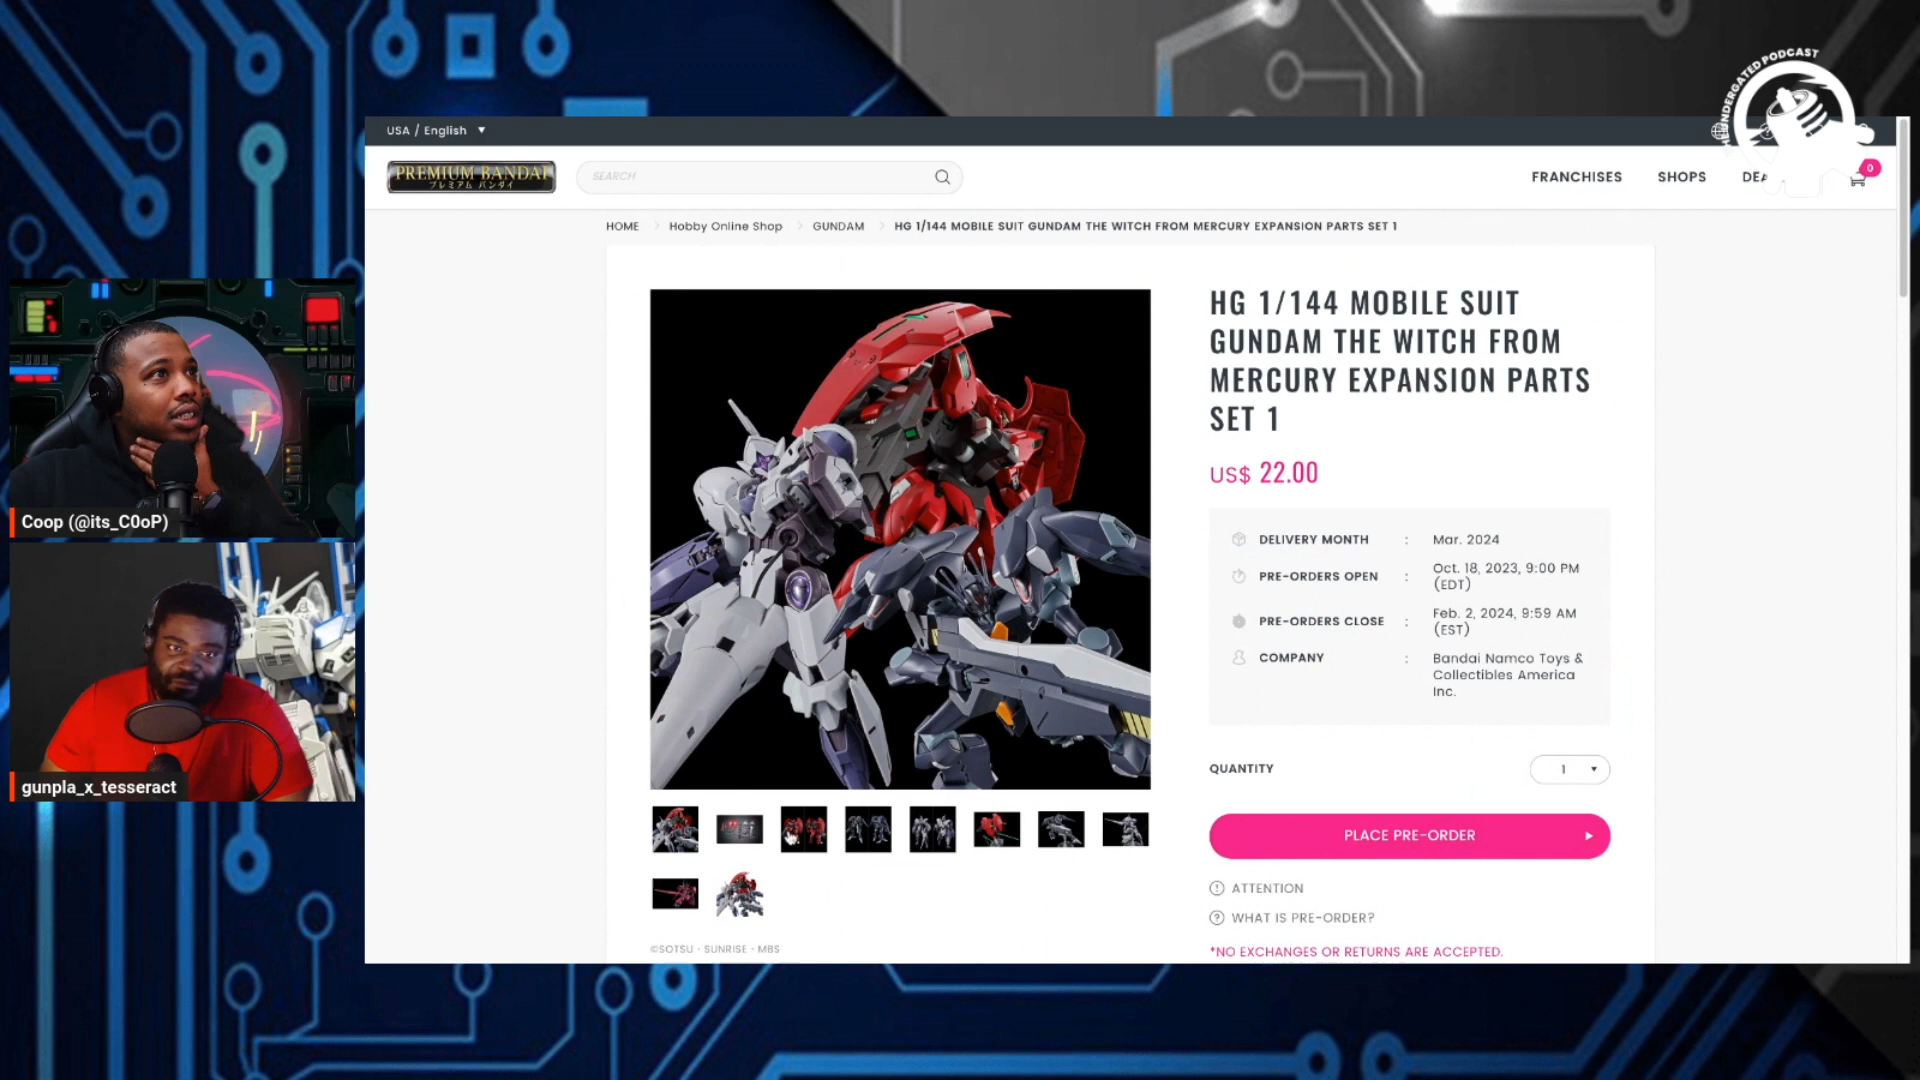 THE UNDERGATED PODCAST
USA / English
PREMIUM BANDAI
プレミアム バンダイ
SEARCH
FRANCHISES
SHOPS
0
HOME
Hobby Online Shop
GUNDAM
HG 1/144 MOBILE SUIT GUNDAM THE WITCH FROM MERCURY EXPANSION PARTS SET 1
HG 1/144 MOBILE SUIT
GUNDAM THE WITCH FROM
MERCURY EXPANSION PARTS
SET 1
US$ 22.00
DELIVERY MONTH : Mar. 2024
PRE-ORDERS OPEN : Oct. 18, 2023, 9:00 PM
(EDT)
PRE-ORDERS CLOSE : Feb. 2, 2024, 9:59 AM
(EST)
COMPANY : Bandai Namco Toys &
Collectibles America
Inc.
QUANTITY
1
PLACE PRE-ORDER
ATTENTION
WHAT IS PRE-ORDER?
*NO EXCHANGES OR RETURNS ARE ACCEPTED.
©SOTSU・SUNRISE・MBS
Coop (@its_C0oP)
gunpla_x_tesseract